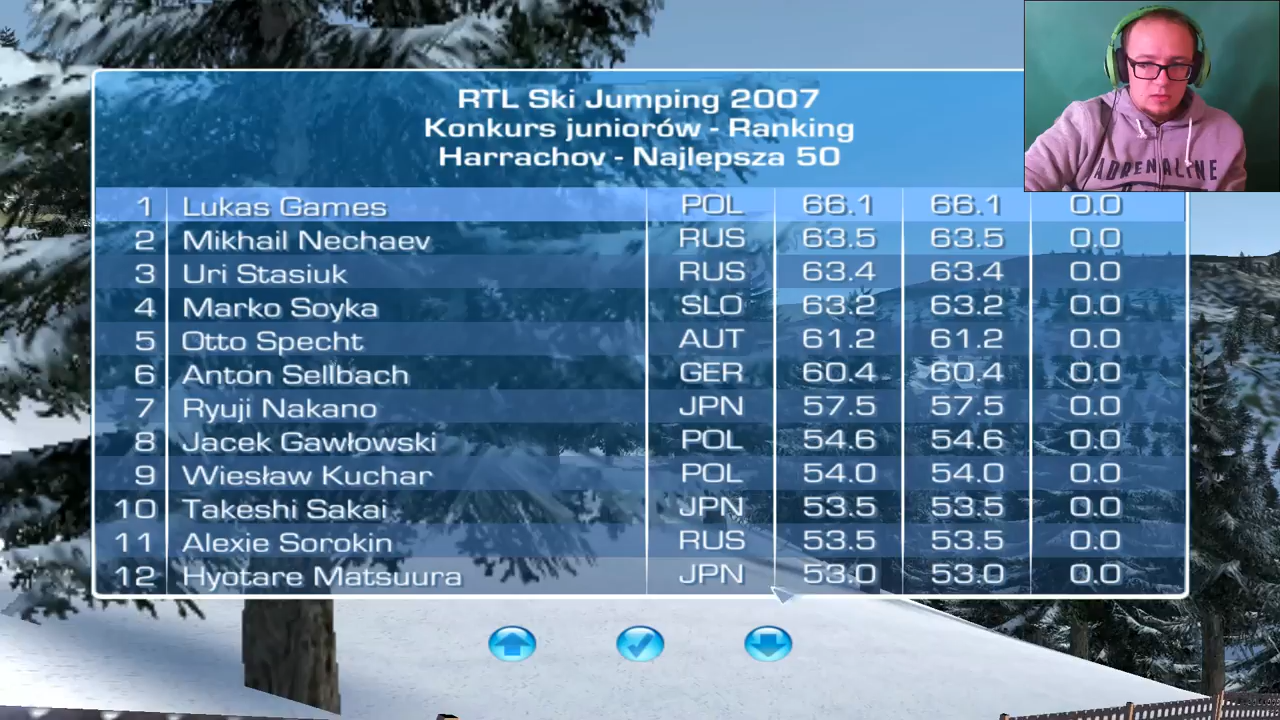 RTL Ski Jumping 2007
Konkurs juniorów - Ranking
Harrachov - Najlepsza 50
1 Lukas Games POL 66.1 66.1 0.0
2 Mikhail Nechaev RUS 63.5 63.5 0.0
3 Uri Stasiuk RUS 63.4 63.4 0.0
4 Marko Soyka SLO 63.2 63.2 0.0
5 Otto Specht AUT 61.2 61.2 0.0
6 Anton Sellbach GER 60.4 60.4 0.0
7 Ryuji Nakano JPN 57.5 57.5 0.0
8 Jacek Gawłowski POL 54.6 54.6 0.0
9 Wiesław Kuchar POL 54.0 54.0 0.0
10 Takeshi Sakai JPN 53.5 53.5 0.0
11 Alexie Sorokin RUS 53.5 53.5 0.0
12 Hyotare Matsuura JPN 53.0 53.0 0.0
ADRENALINE